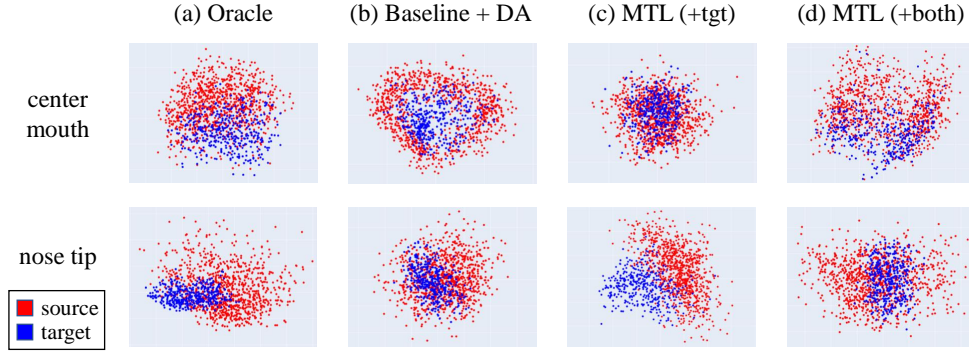 (a) Oracle
(b) Baseline + DA
(c) MTL (+tgt)
(d) MTL (+both)
center
mouth
nose tip
source
target